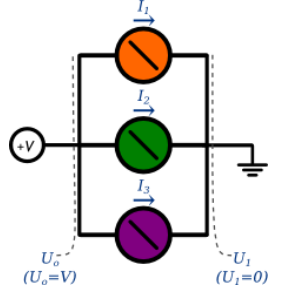 I₁
I₂
+V
I₃
Uₒ
(Uₒ=V)
U₁
(U₁=0)